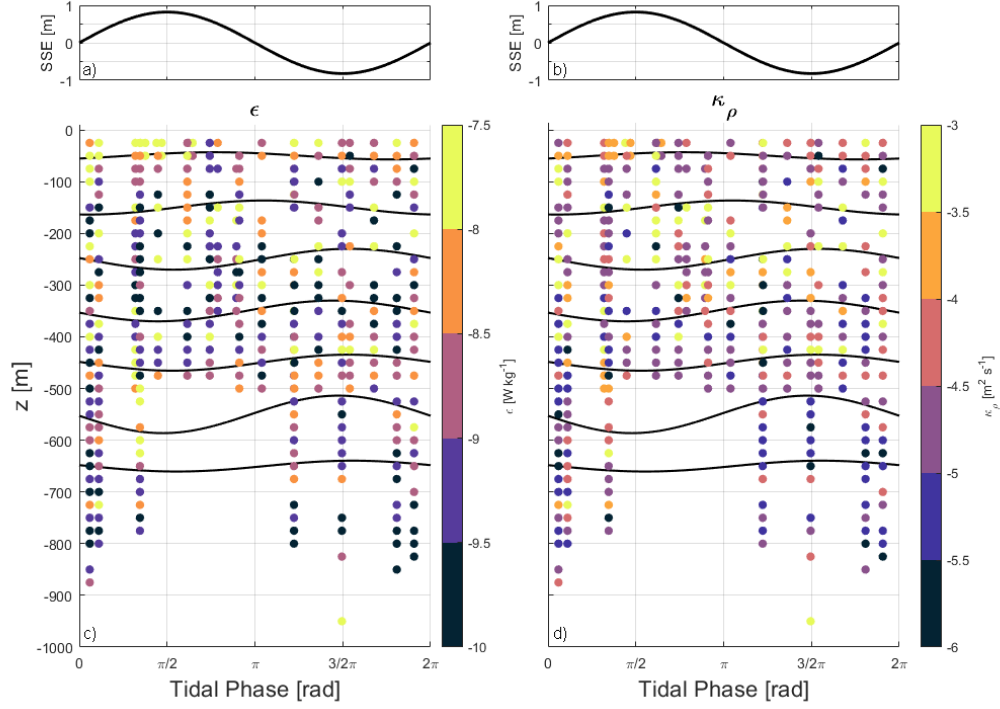 SSE [m]
1
0
-1
a)
SSE [m]
1
0
-1
b)
ϵ
κρ
0
-100
-200
-300
-400
-500
-600
-700
-800
-900
-1000
z [m]
c)
0
π/2
π
3/2π
2π
Tidal Phase [rad]
-7.5
-8
-8.5
-9
-9.5
-10
ϵ [W kg-1]
d)
0
π/2
π
3/2π
2π
Tidal Phase [rad]
-3
-3.5
-4
-4.5
-5
-5.5
-6
κρ [m2 s-1]